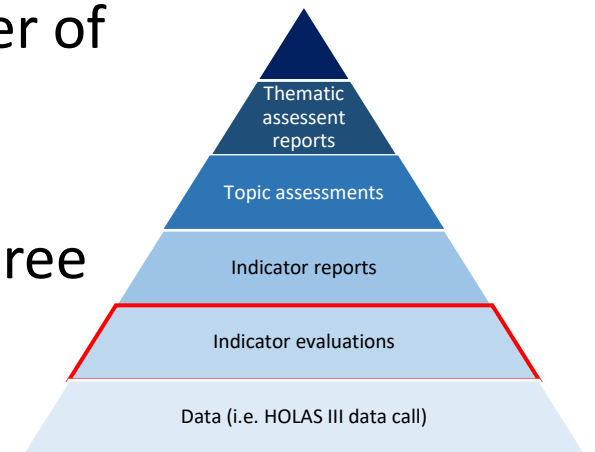 er of
Thematic
assessent
reports
Topic assessments
ree
Indicator reports
Indicator evaluations
Data (i.e. HOLAS III data call)